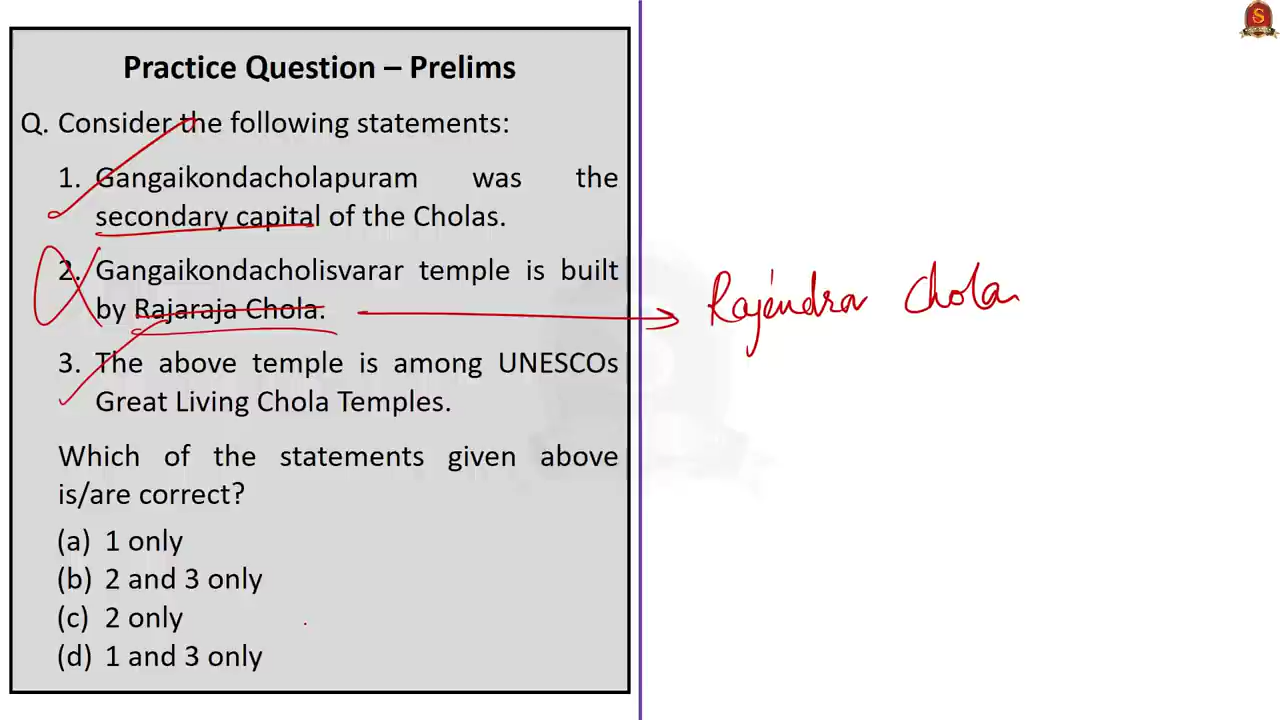 Practice Question – Prelims
Q. Consider the following statements:
1. Gangaikondacholapuram was the
secondary capital of the Cholas.
2. Gangaikondacholisvarar temple is built
by Rajaraja Chola.
Rajendra Chola
3. The above temple is among UNESCOs
Great Living Chola Temples.
Which of the statements given above
is/are correct?
(a) 1 only
(b) 2 and 3 only
(c) 2 only
(d) 1 and 3 only